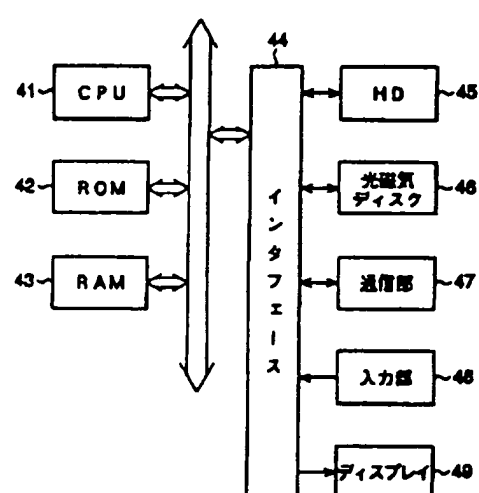 44
41 CPU
HD 45
42 ROM
光磁気
ディスク 46
43 RAM
インタフェース
通信部 47
入力部 48
ディスプレイ 49